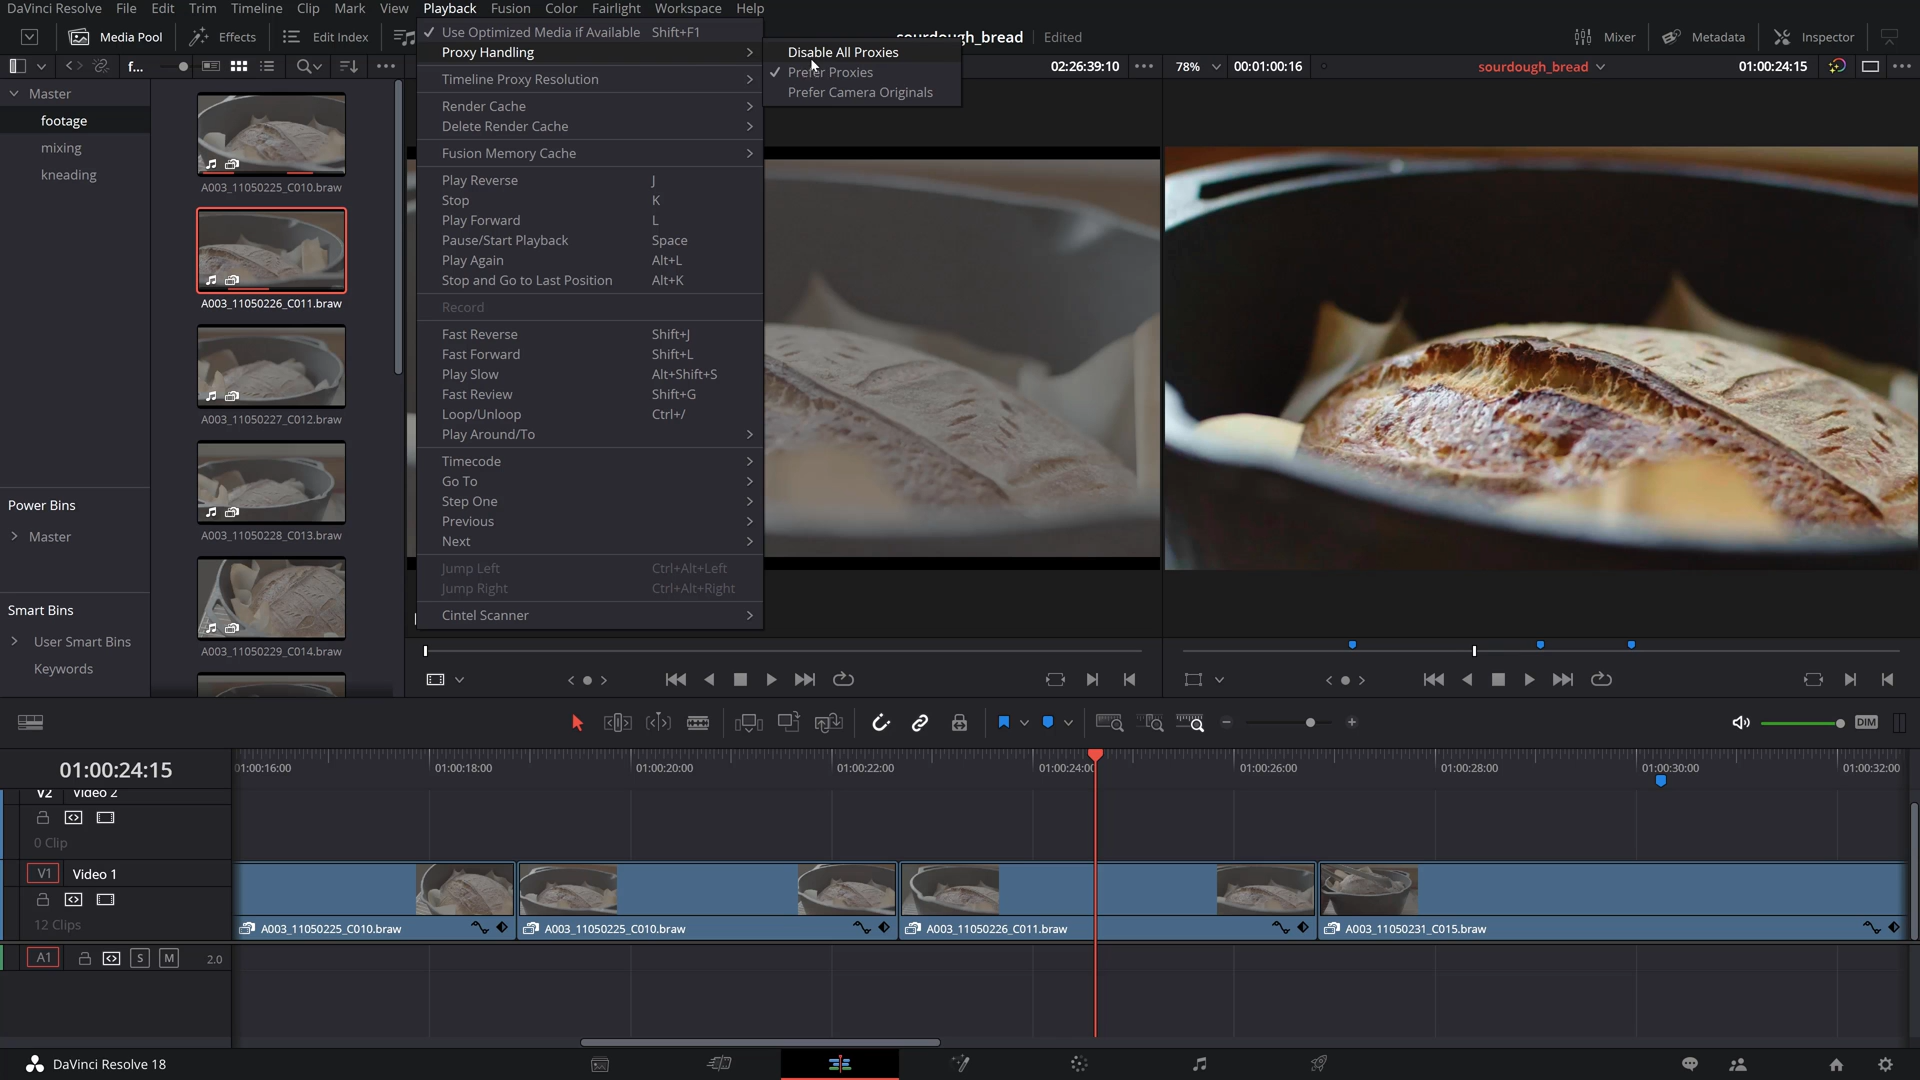 DaVinci Resolve File Edit Trim Timeline Clip Mark View Playback Fusion Color Fairlight Workspace Help
Media Pool Effects Edit Index
sourdough_bread Edited
Mixer Metadata Inspector
f...
02:26:39:10
78% 00:01:00:16 sourdough_bread 01:00:24:15
Use Optimized Media if Available Shift+F1
Proxy Handling
Timeline Proxy Resolution
Render Cache
Delete Render Cache
Fusion Memory Cache
Play Reverse J
Stop K
Play Forward L
Pause/Start Playback Space
Play Again Alt+L
Stop and Go to Last Position Alt+K
Record
Fast Reverse Shift+J
Fast Forward Shift+L
Play Slow Alt+Shift+S
Fast Review Shift+G
Loop/Unloop Ctrl+/
Play Around/To
Timecode
Go To
Step One
Previous
Next
Jump Left Ctrl+Alt+Left
Jump Right Ctrl+Alt+Right
Cintel Scanner
Disable All Proxies
Prefer Proxies
Prefer Camera Originals
Master
footage
mixing
kneading
Power Bins
Master
Smart Bins
User Smart Bins
Keywords
A003_11050225_C010.braw
A003_11050226_C011.braw
A003_11050227_C012.braw
A003_11050228_C013.braw
A003_11050229_C014.braw
DIM
01:00:24:15
01:00:16:00 01:00:18:00 01:00:20:00 01:00:22:00 01:00:24:00 01:00:26:00 01:00:28:00 01:00:30:00 01:00:32:00
V2 Video 2
0 Clip
V1 Video 1
12 Clips
A003_11050225_C010.braw A003_11050225_C010.braw A003_11050226_C011.braw A003_11050231_C015.braw
A1 S M 2.0
DaVinci Resolve 18